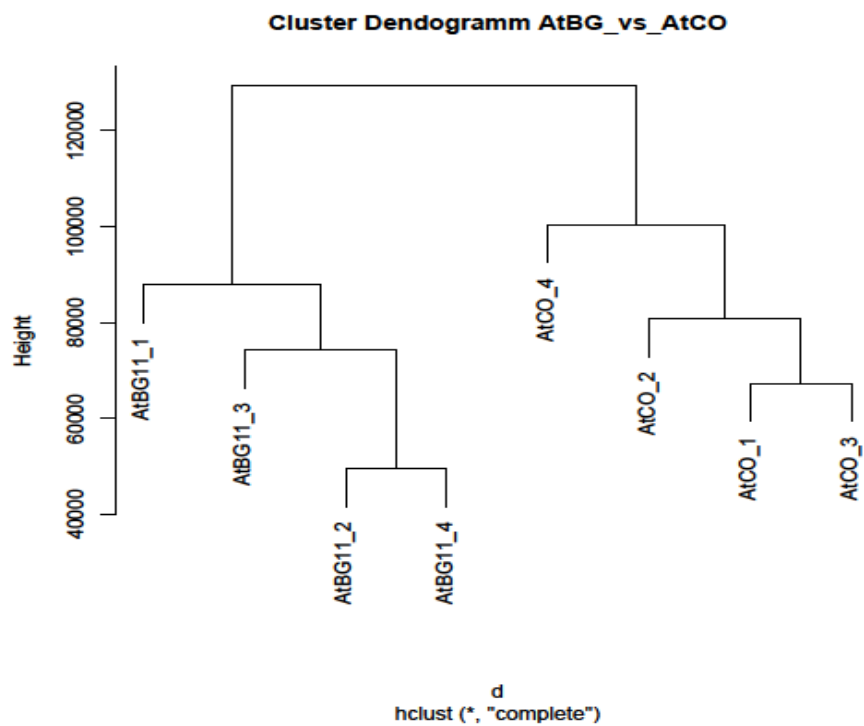 Cluster Dendogramm AtBG_vs_AtCO
Height
120000
100000
80000
60000
40000
AtBG11_1
AtBG11_3
AtBG11_2
AtBG11_4
AtCO_4
AtCO_2
AtCO_1
AtCO_3
d
hclust (*, "complete")